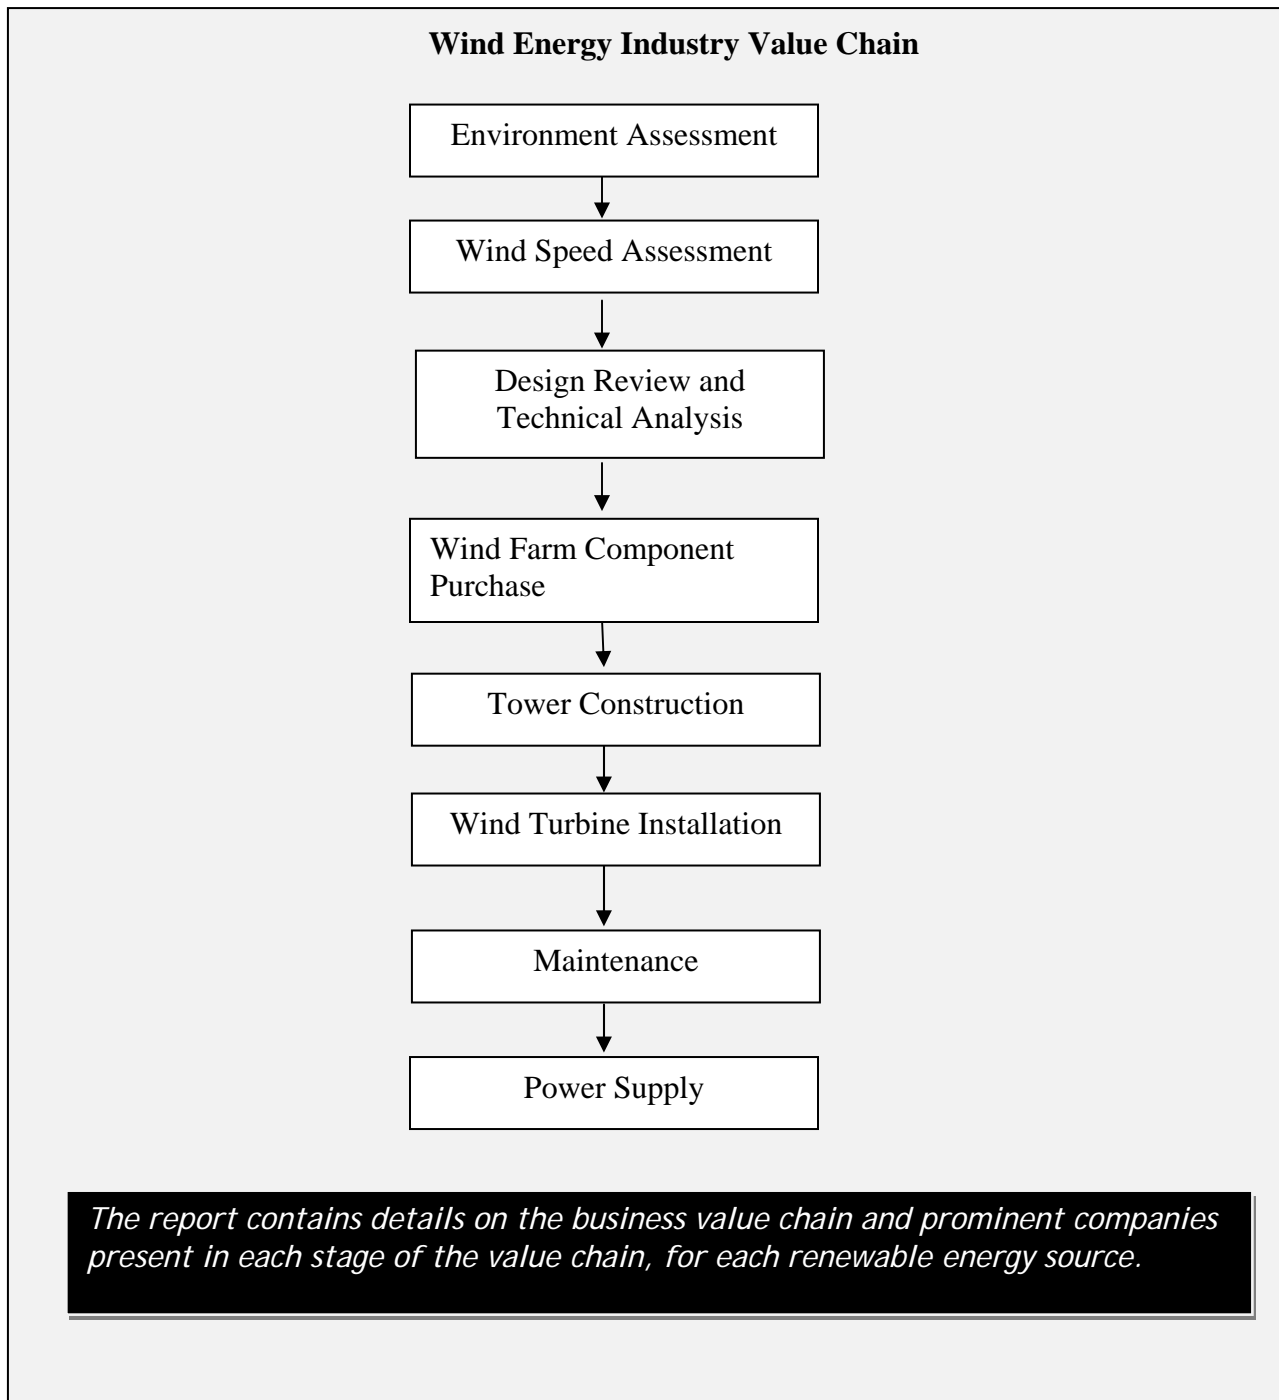 Wind Energy Industry Value Chain
Environment Assessment
Wind Speed Assessment
Design Review and
Technical Analysis
Wind Farm Component
Purchase
Tower Construction
Wind Turbine Installation
Maintenance
Power Supply
The report contains details on the business value chain and prominent companies
present in each stage of the value chain, for each renewable energy source.